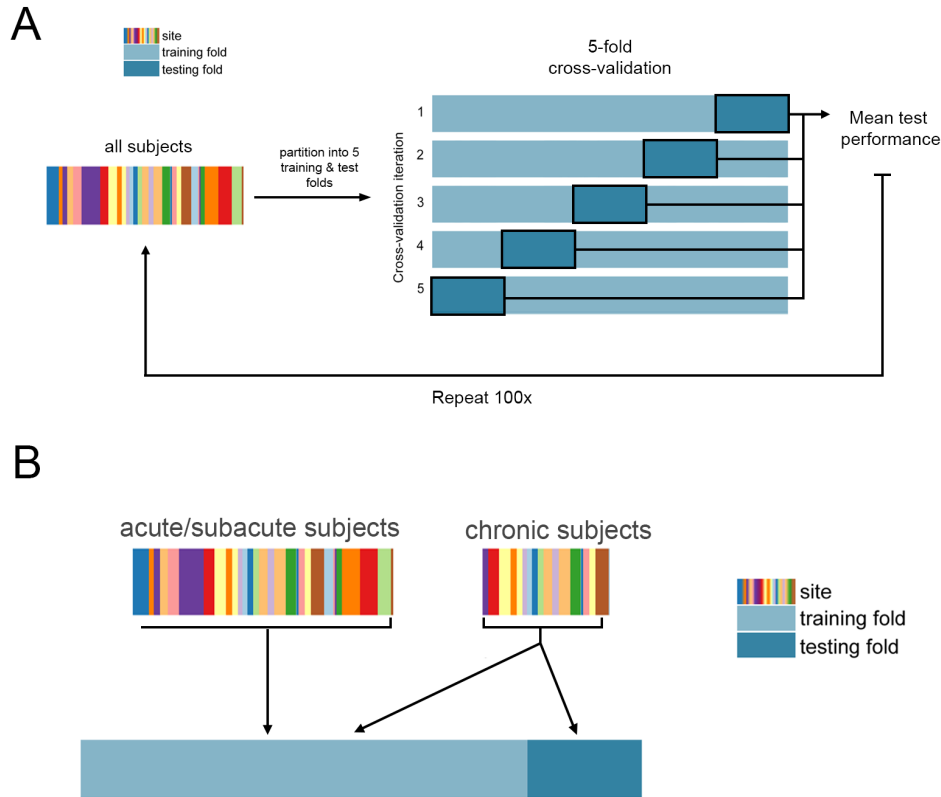 A
site
training fold
testing fold
all subjects
partition into 5
training & test
folds
5-fold
cross-validation
Cross-validation iteration
1
2
3
4
5
Mean test
performance
Repeat 100x
B
acute/subacute subjects
chronic subjects
site
training fold
testing fold